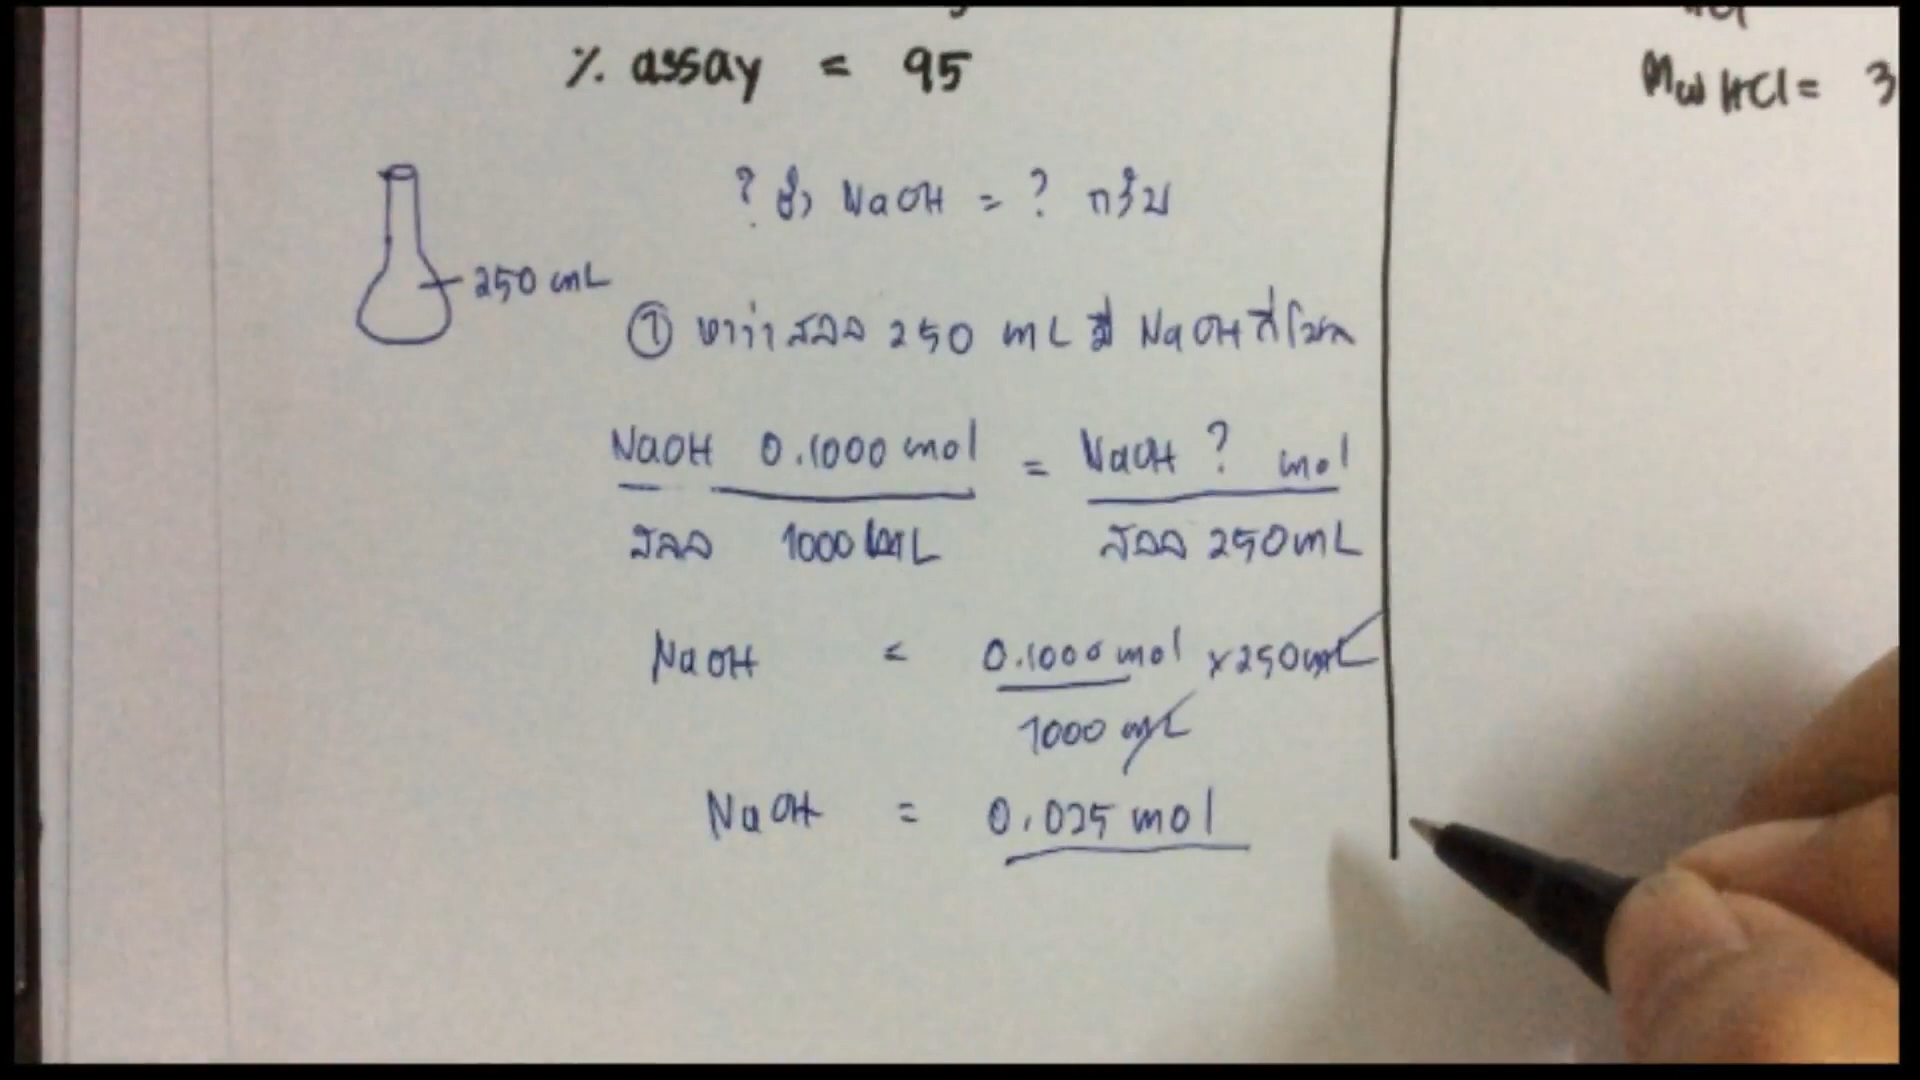 % assay = 95
Mw HCl = 3
? ชั่ง NaOH = ? กรัม
250 mL
① หาว่าสลล 250 mL มี NaOH กี่โมล
NaOH 0.1000 mol = NaOH ? mol
สลล 1000 mL สลล 250 mL
NaOH = 0.1000 mol × 250 mL
1000 mL
NaOH = 0.025 mol